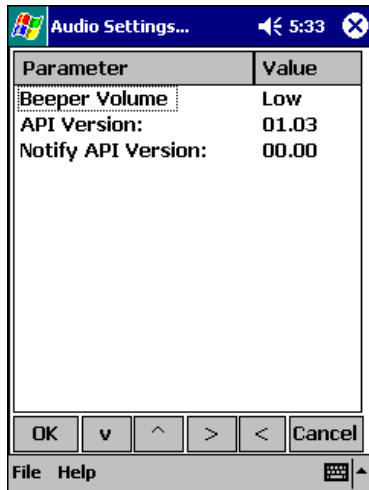 Audio Settings... 5:33
Parameter Value
Beeper Volume Low
API Version: 01.03
Notify API Version: 00.00
OK v ^ > < Cancel
File Help